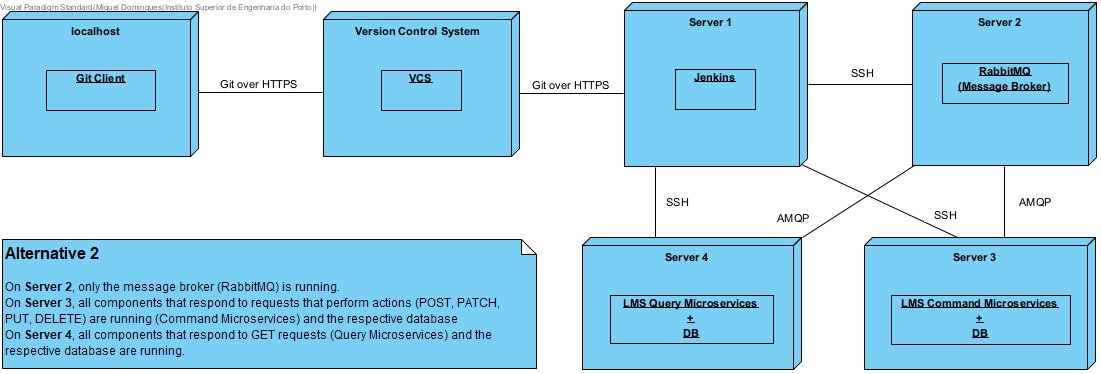 Visual Paradigm Standard(Miguel Domingues(Instituto Superior de Engenharia do Porto))
localhost
Git Client
Git over HTTPS
Version Control System
VCS
Git over HTTPS
Server 1
Jenkins
SSH
Server 2
RabbitMQ
(Message Broker)
SSH
AMQP
SSH
AMQP
Server 4
LMS Query Microservices
+
DB
Server 3
LMS Command Microservices
+
DB
Alternative 2
On Server 2, only the message broker (RabbitMQ) is running.
On Server 3, all components that respond to requests that perform actions (POST, PATCH,
PUT, DELETE) are running (Command Microservices) and the respective database
On Server 4, all components that respond to GET requests (Query Microservices) and the
respective database are running.